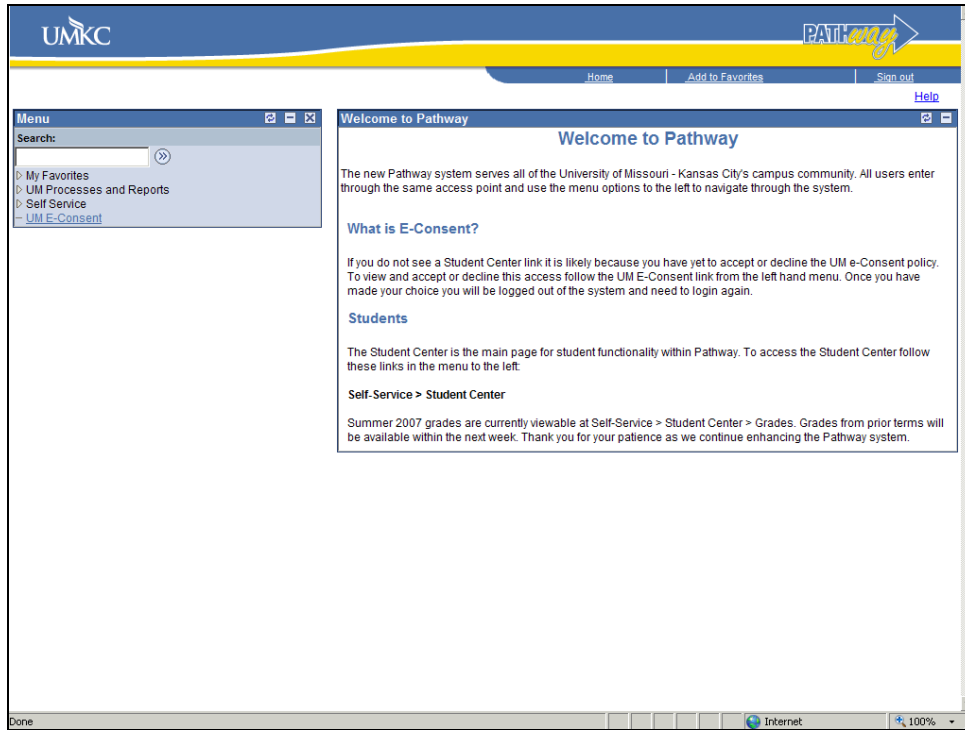 UMKC
PATHway
Home Add to Favorites Sign out
Help
Menu
Search:
My Favorites
UM Processes and Reports
Self Service
UM E-Consent
Welcome to Pathway
Welcome to Pathway
The new Pathway system serves all of the University of Missouri - Kansas City's campus community. All users enter
through the same access point and use the menu options to the left to navigate through the system.
What is E-Consent?
If you do not see a Student Center link it is likely because you have yet to accept or decline the UM e-Consent policy.
To view and accept or decline this access follow the UM E-Consent link from the left hand menu. Once you have
made your choice you will be logged out of the system and need to login again.
Students
The Student Center is the main page for student functionality within Pathway. To access the Student Center follow
these links in the menu to the left:
Self-Service > Student Center
Summer 2007 grades are currently viewable at Self-Service > Student Center > Grades. Grades from prior terms will
be available within the next week. Thank you for your patience as we continue enhancing the Pathway system.
Done Internet 100%